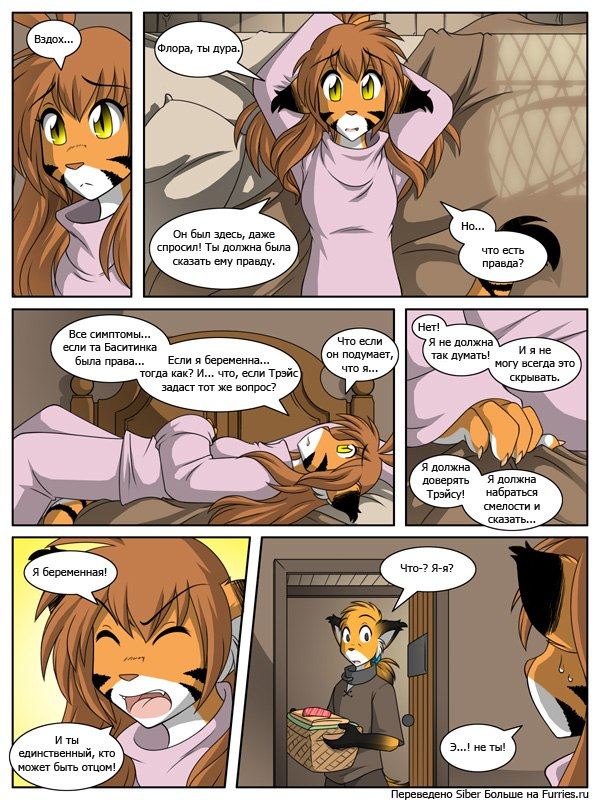 Вздох...
Флора, ты дура.
Он был здесь, даже
спросил! Ты должна была
сказать ему правду.
Но...
что есть
правда?
Все симптомы...
если та Баситинка
была права...
Если я беременна...
тогда как? И... что, если Трэйс
задаст тот же вопрос?
Что если
он подумает,
что я...
Нет!
Я не должна
так думать!
И я не
могу всегда это
скрывать.
Я должна
доверять
Трэйсу!
Я должна
набраться
смелости и
сказать...
Я беременная!
И ты
единственный, кто
может быть отцом!
Что-? Я-я?
Э...! не ты!
Переведено Siber Больше на Furries.ru